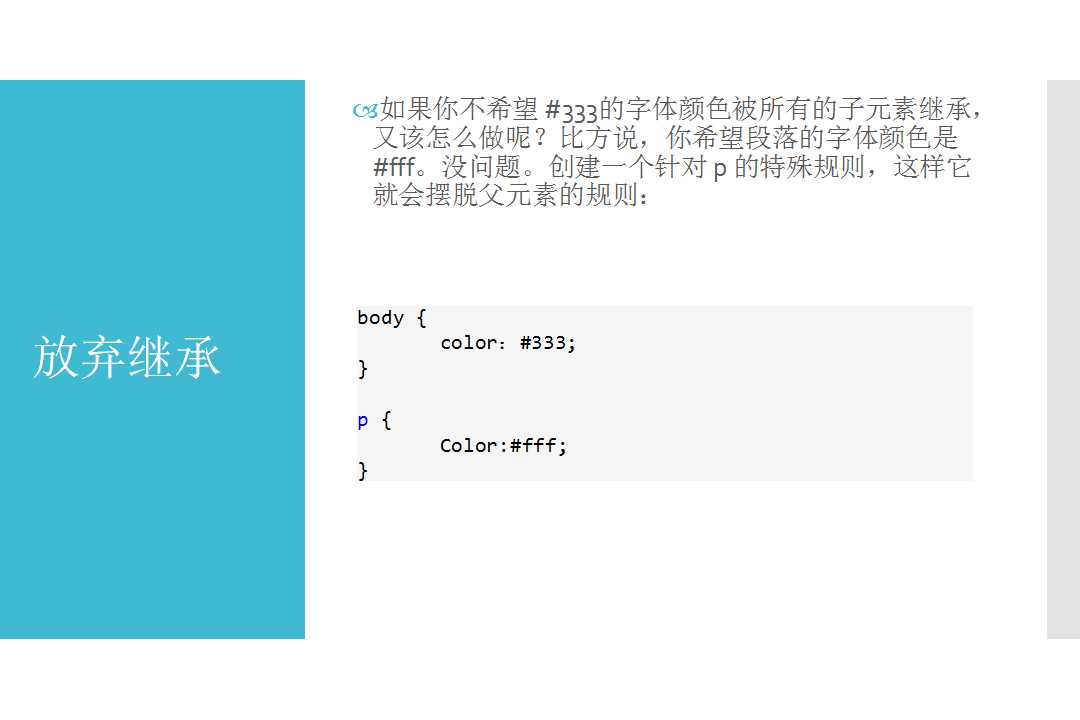 放弃继承
如果你不希望 #333的字体颜色被所有的子元素继承，
又该怎么做呢？比方说，你希望段落的字体颜色是
#fff。没问题。创建一个针对 p 的特殊规则，这样它
就会摆脱父元素的规则：
body {
color：#333;
}
p {
Color:#fff;
}